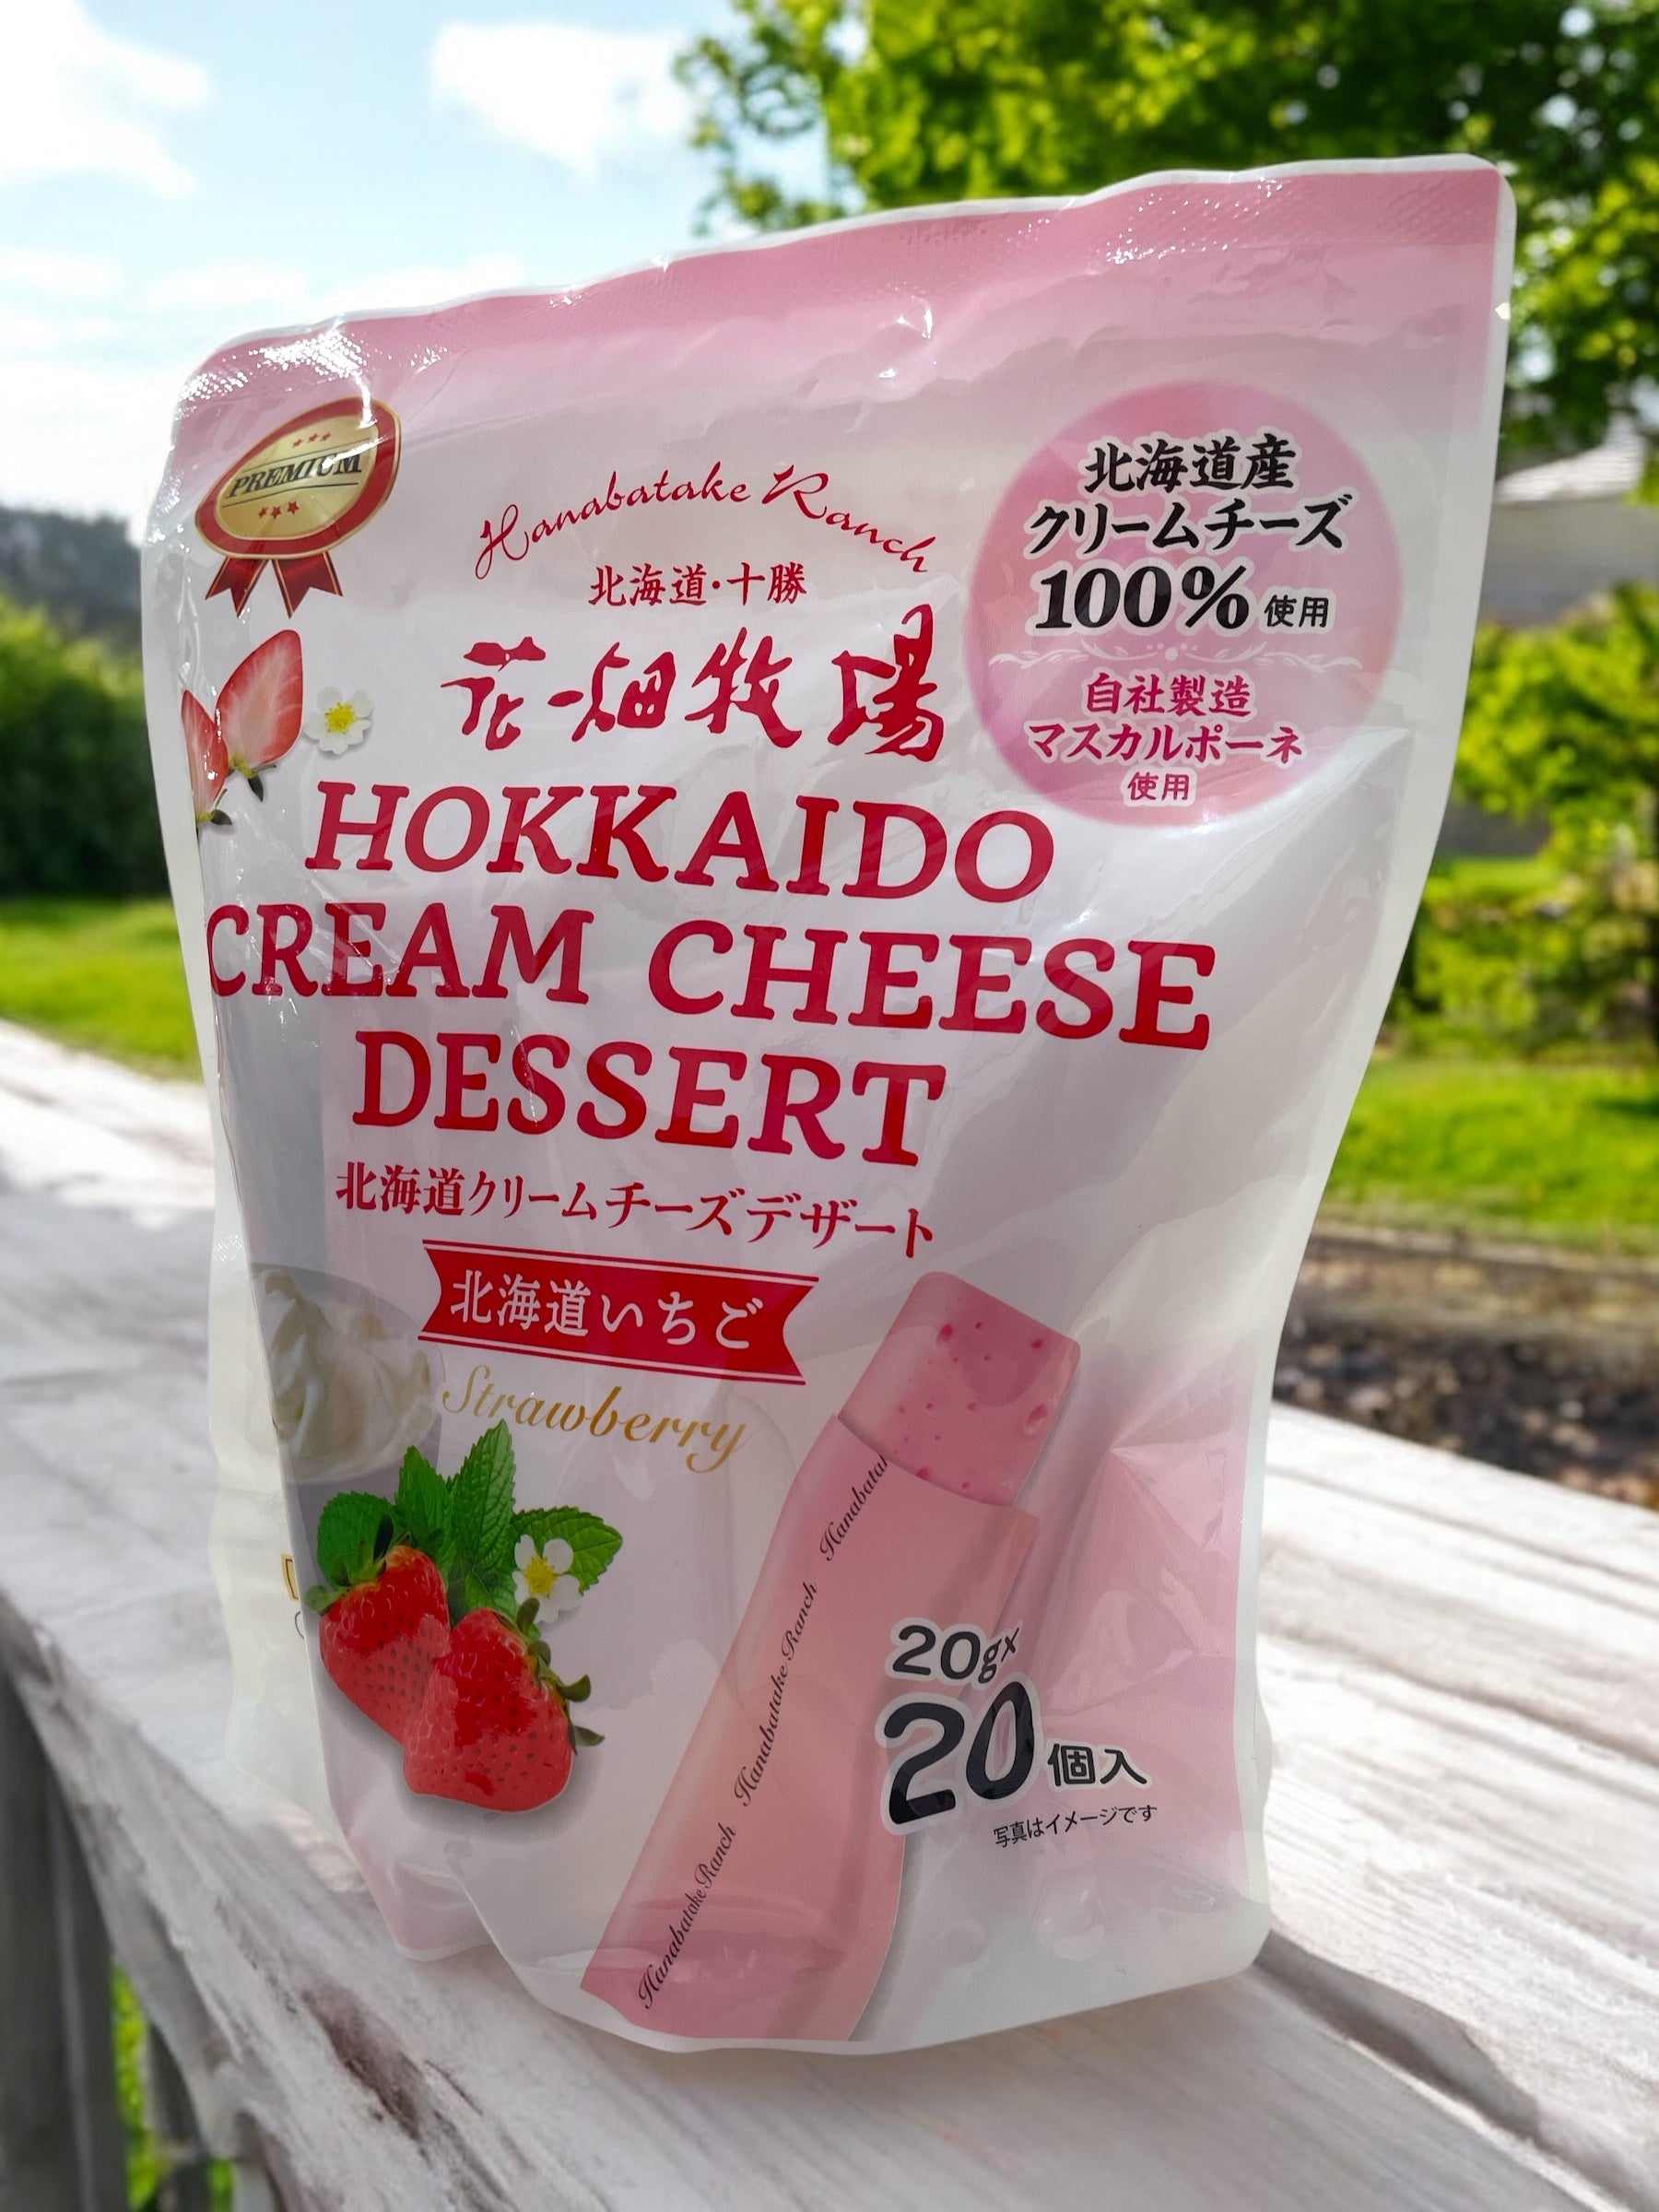 PREMIUM
Hanabatake Ranch
北海道・十勝
花畑牧場
北海道産
クリームチーズ
100% 使用
自社製造
マスカルポーネ
使用
HOKKAIDO
CREAM CHEESE
DESSERT
北海道クリームチーズデザート
北海道いちご
Strawberry
Hanabatake Ranch Hanabatake Ranch Hanabatak
20g×
20個入
写真はイメージです